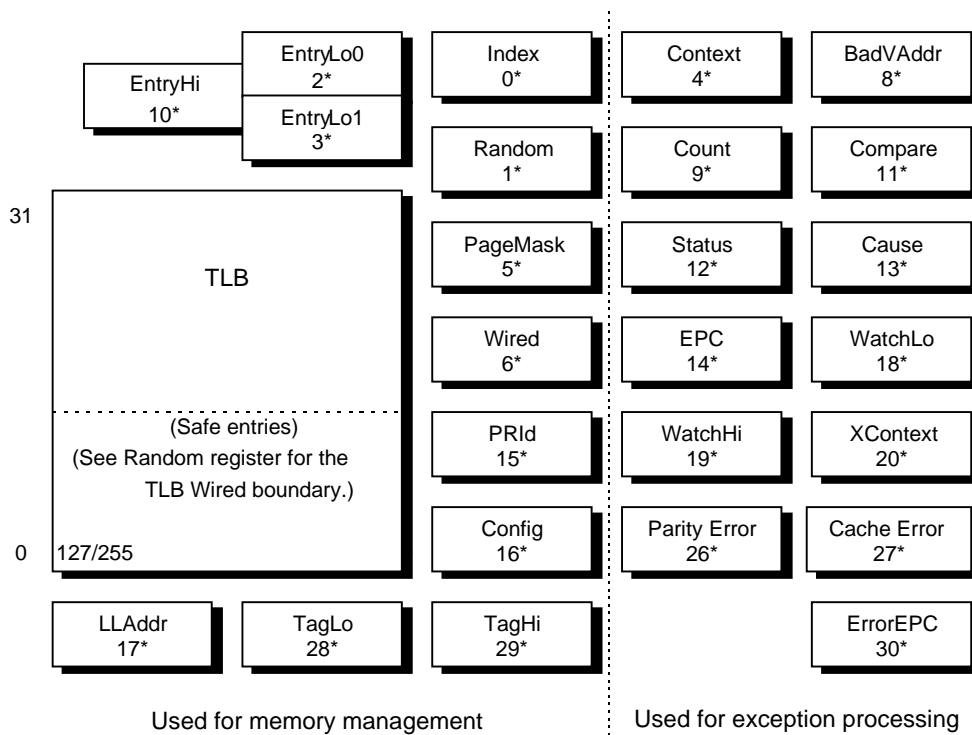 EntryLo0
2*
EntryHi
10*
EntryLo1
3*
Index
0*
Context
4*
BadVAddr
8*
Random
1*
Count
9*
Compare
11*
31
TLB
PageMask
5*
Status
12*
Cause
13*
Wired
6*
EPC
14*
WatchLo
18*
(Safe entries)
(See Random register for the
TLB Wired boundary.)
PRId
15*
WatchHi
19*
XContext
20*
0
127/255
Config
16*
Parity Error
26*
Cache Error
27*
LLAddr
17*
TagLo
28*
TagHi
29*
ErrorEPC
30*
Used for memory management
Used for exception processing